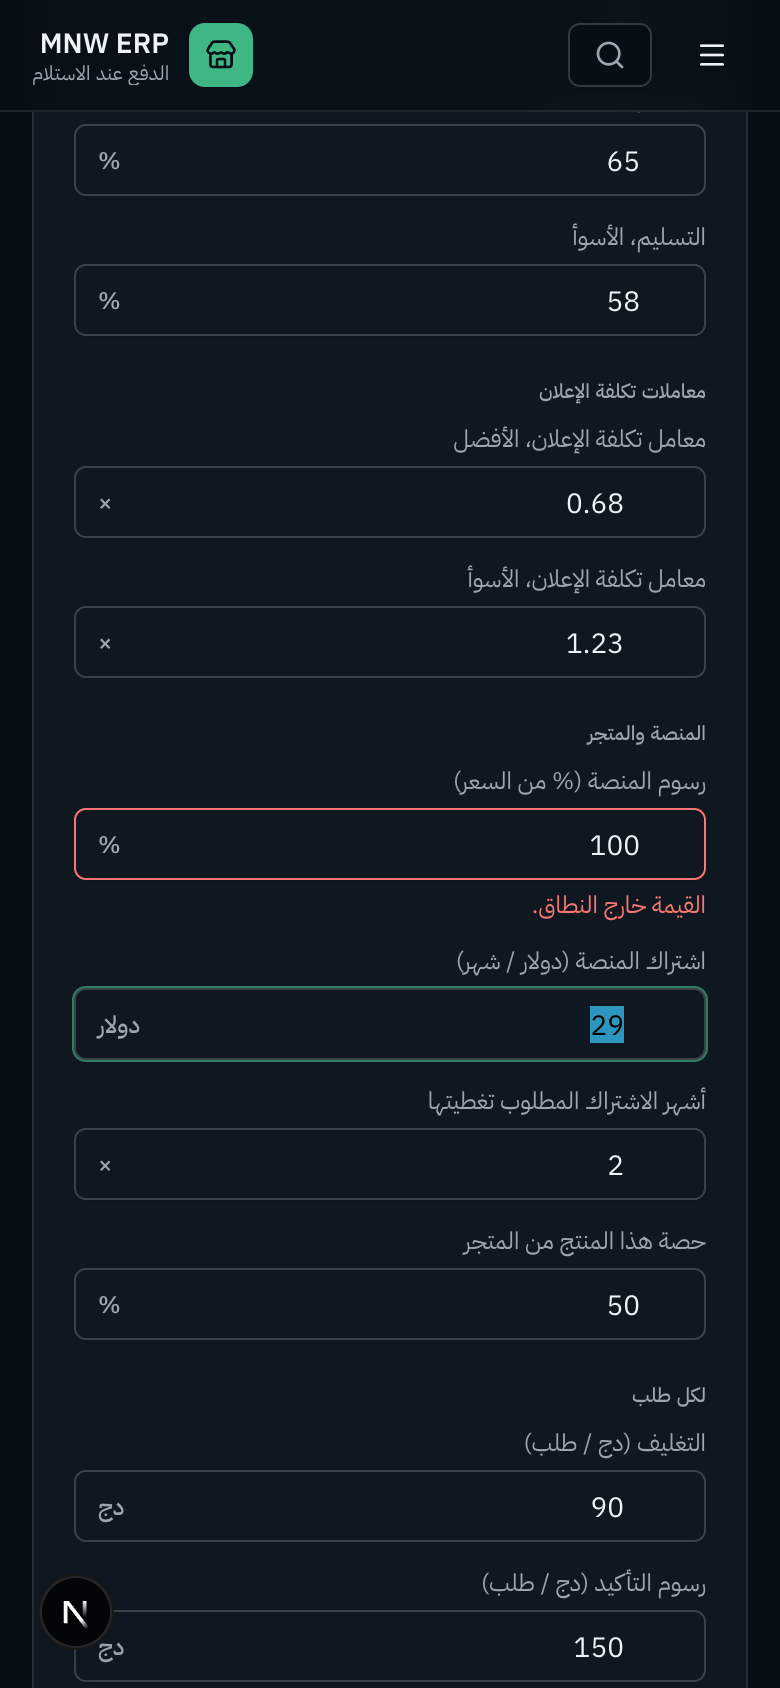 MNW ERP
الدفع عند الاستلام
65 %
التسليم، الأسوأ
58 %
معاملات تكلفة الإعلان
معامل تكلفة الإعلان، الأفضل
0.68 ×
معامل تكلفة الإعلان، الأسوأ
1.23 ×
المنصة والمتجر
رسوم المنصة (% من السعر)
100 %
القيمة خارج النطاق.
اشتراك المنصة (دولار / شهر)
29 دولار
أشهر الاشتراك المطلوب تغطيتها
2 ×
حصة هذا المنتج من المتجر
50 %
لكل طلب
التغليف (دج / طلب)
90 دج
رسوم التأكيد (دج / طلب)
150 دج
N